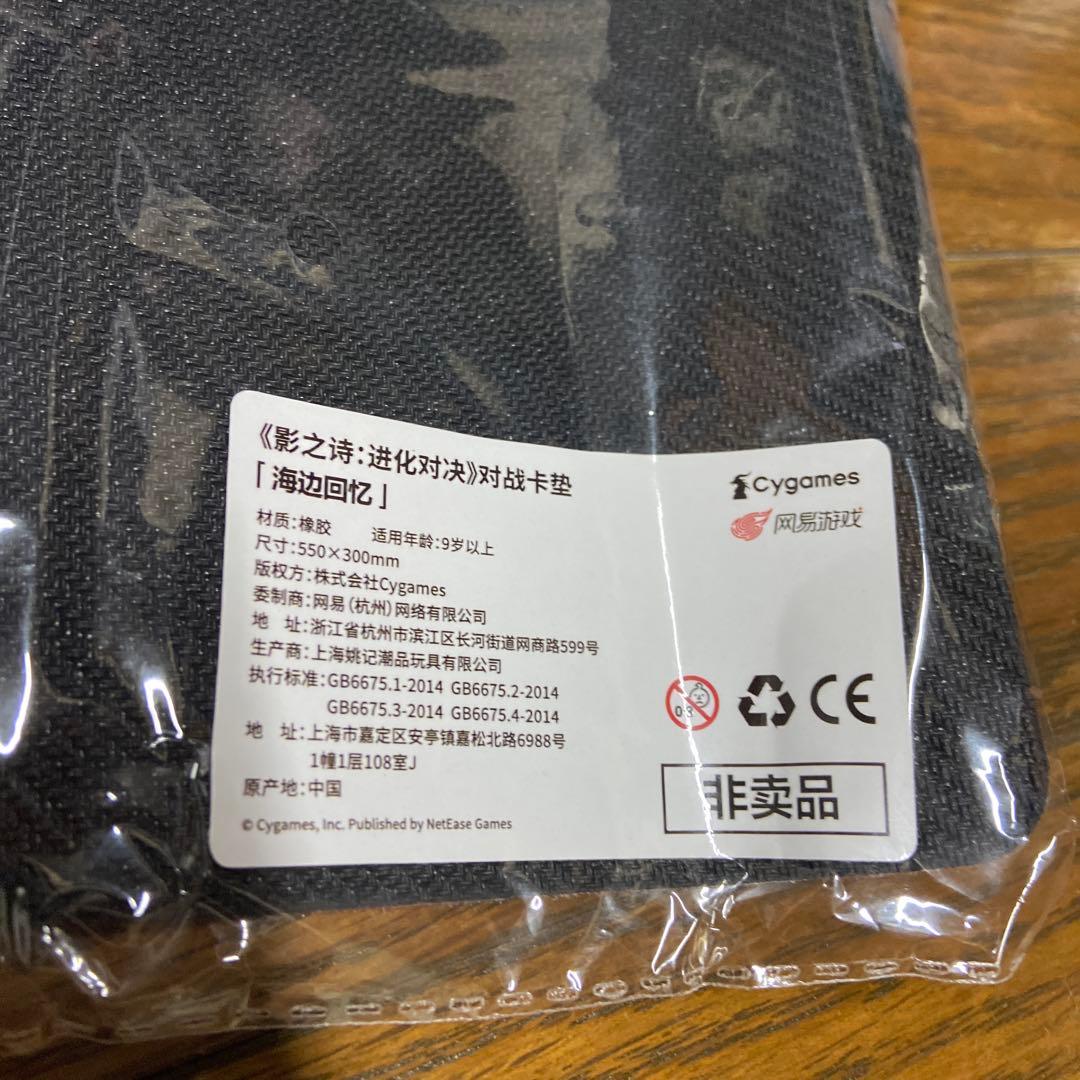 《影之诗:进化对决》对战卡垫
「海边回忆」
Cygames
网易游戏
材质:橡胶 适用年龄:9岁以上
尺寸:550×300mm
版权方:株式会社Cygames
委制商:网易(杭州)网络有限公司
地 址:浙江省杭州市滨江区长河街道网商路599号
生产商:上海姚记潮品玩具有限公司
执行标准:GB6675.1-2014 GB6675.2-2014
GB6675.3-2014 GB6675.4-2014
地 址:上海市嘉定区安亭镇嘉松北路6988号
1幢1层108室J
原产地:中国
© Cygames, Inc. Published by NetEase Games
0-3
CE
非卖品